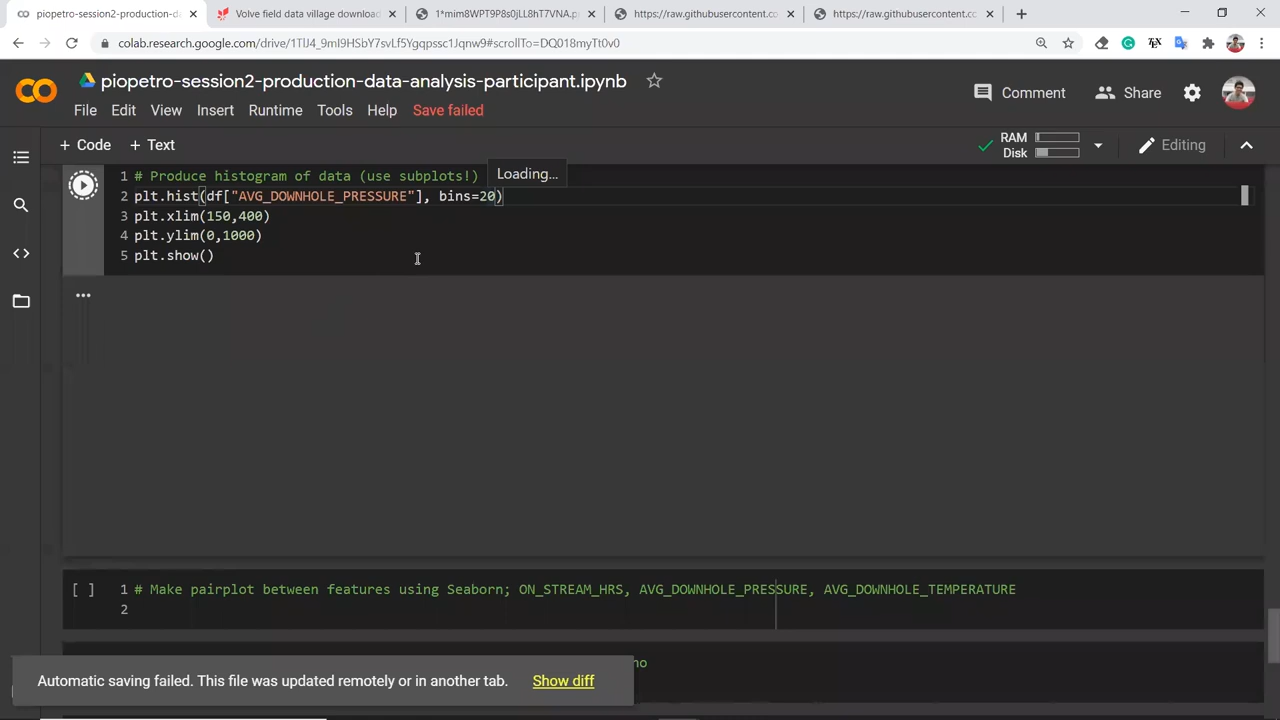 piopetro-session2-production-d
Volve field data village download
1*mim8WPT9P8s0jLL8hT7VNA.p
https://raw.githubusercontent.co
https://raw.githubusercontent.cc
colab.research.google.com/drive/1TlJ4_9mI9HSbY7svLf5Ygqpssc1Jqnw9#scrollTo=DQ018myTt0v0
piopetro-session2-production-data-analysis-participant.ipynb
File Edit View Insert Runtime Tools Help Save failed
Comment Share
+ Code + Text
RAM
Disk
Editing
1 # Produce histogram of data (use subplots!)
Loading...
2 plt.hist(df["AVG_DOWNHOLE_PRESSURE"], bins=20)
3 plt.xlim(150,400)
4 plt.ylim(0,1000)
5 plt.show()
[ ] 1 # Make pairplot between features using Seaborn; ON_STREAM_HRS, AVG_DOWNHOLE_PRESSURE, AVG_DOWNHOLE_TEMPERATURE
2
no
Automatic saving failed. This file was updated remotely or in another tab. Show diff